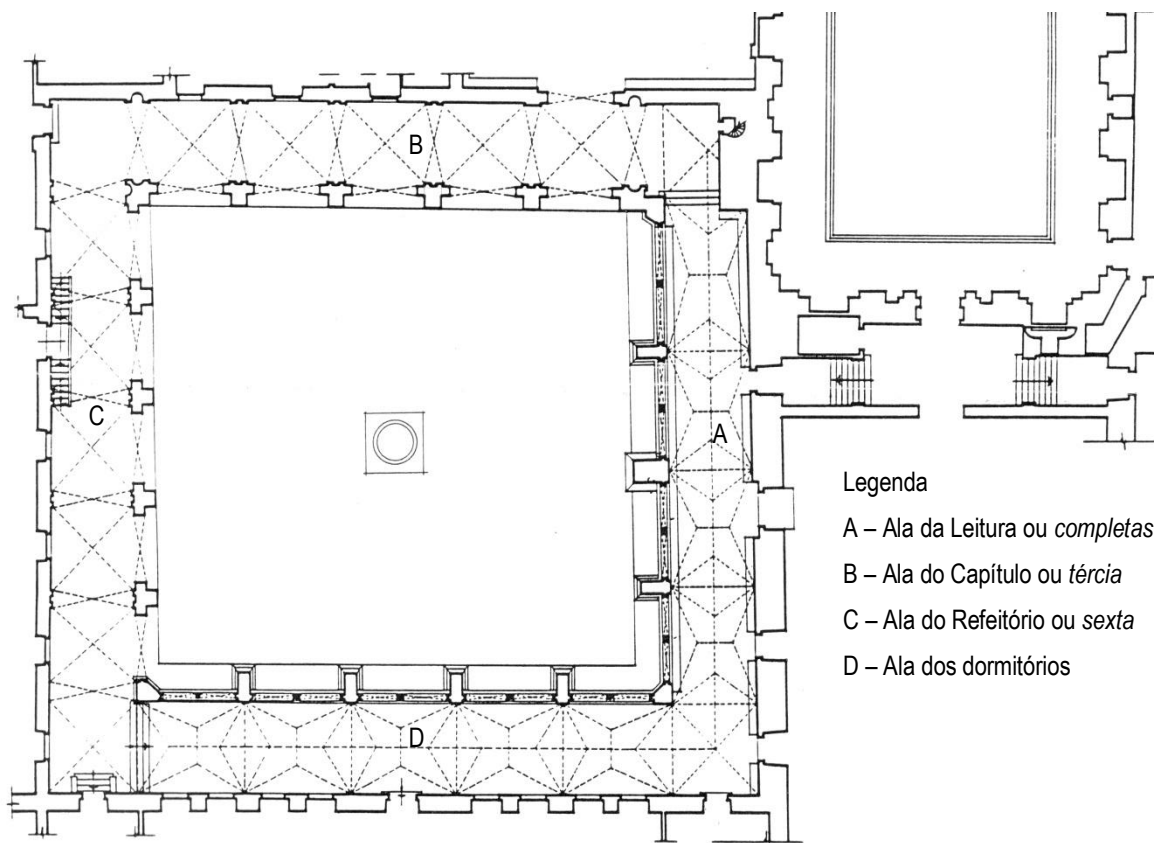 B
C
A
D
Legenda
A – Ala da Leitura ou completas
B – Ala do Capítulo ou tércia
C – Ala do Refeitório ou sexta
D – Ala dos dormitórios